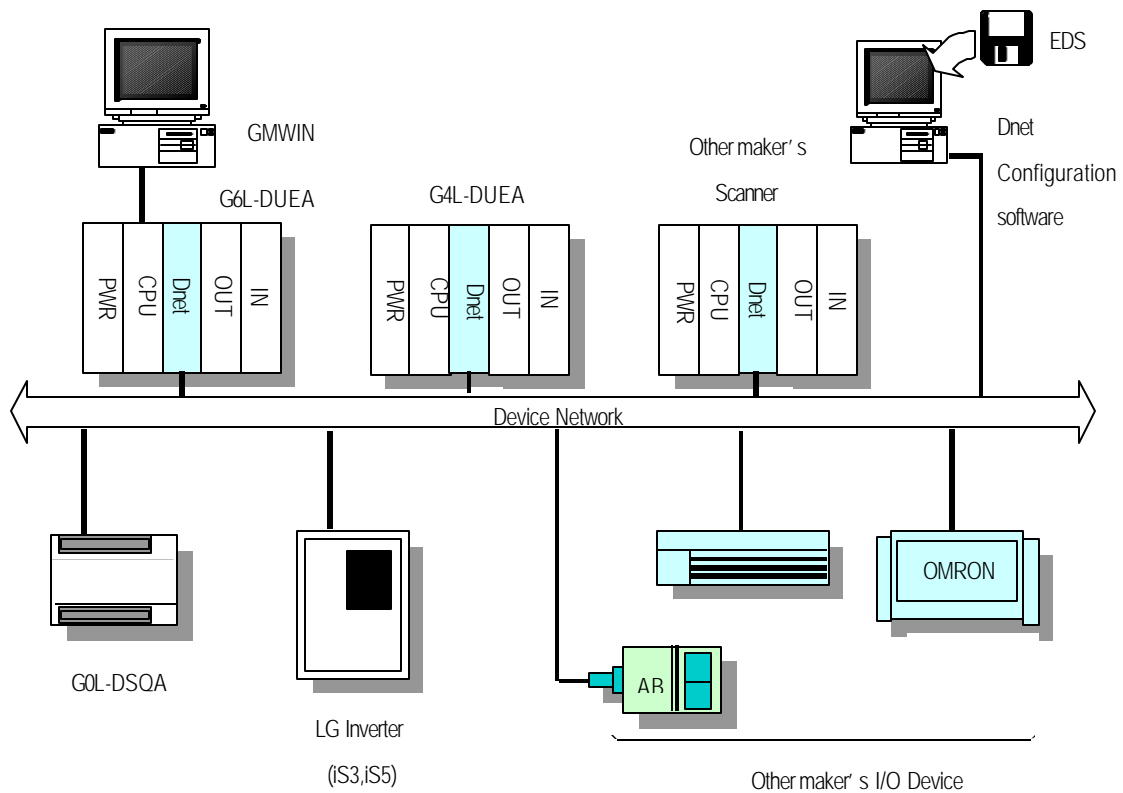 EDS
GMWIN
Dnet
Configuration
software
Other maker's
Scanner
G6L-DUEA
G4L-DUEA
PWR
CPU
Dnet
OUT
IN
PWR
CPU
Dnet
OUT
IN
PWR
CPU
Dnet
OUT
IN
Device Network
OMRON
G0L-DSQA
AB
LG Inverter
(iS3,iS5)
Other maker's I/O Device